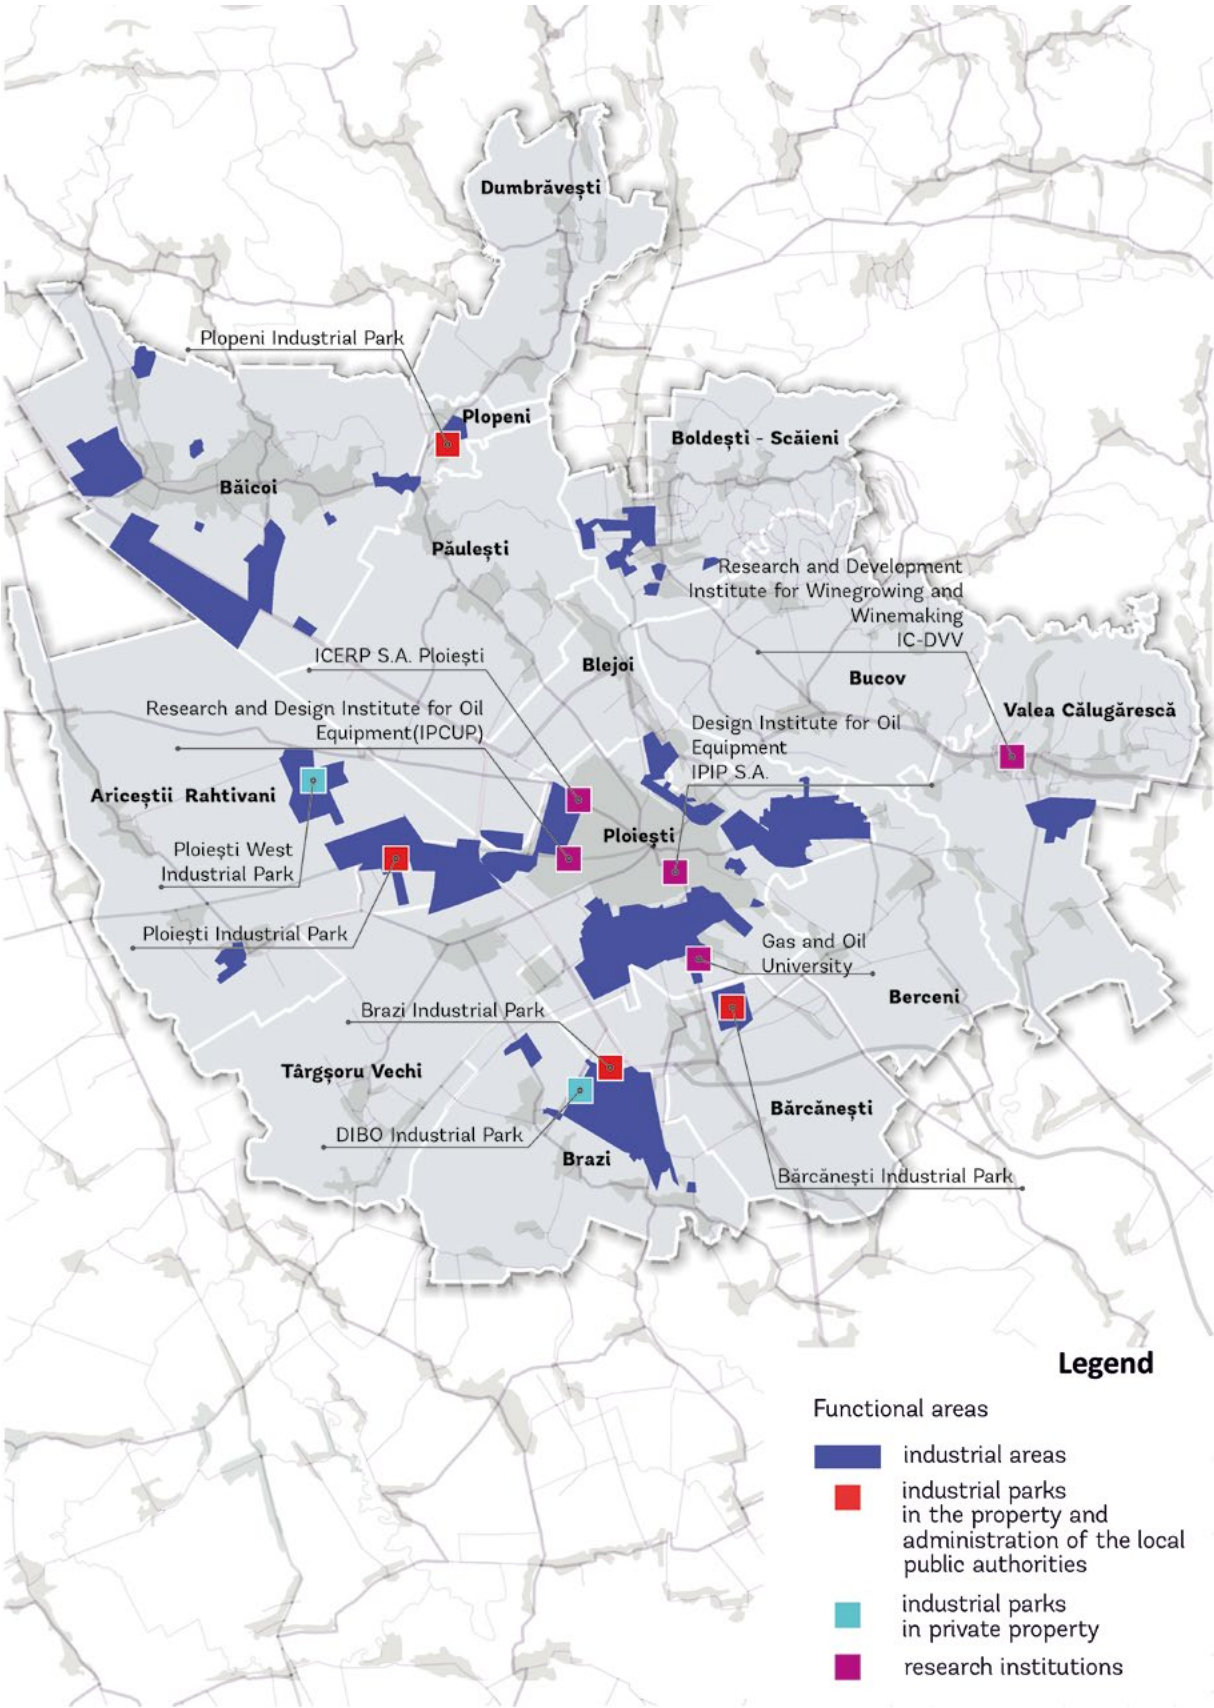 Dumbrăvești
Plopeni Industrial Park
Plopeni
Boldești - Scăieni
Băicoi
Păulești
Research and Development
Institute for Winegrowing and
Winemaking
IC-DVV
ICERP S.A. Ploiești
Blejoi
Bucov
Valea Călugărescă
Research and Design Institute for Oil
Equipment(IPCUP)
Design Institute for Oil
Equipment
IPIP S.A.
Ariceștii Rahtivani
Ploiești
Ploiești West
Industrial Park
Ploiești Industrial Park
Gas and Oil
University
Berceni
Brazi Industrial Park
Târgșoru Vechi
Bărcănești
DIBO Industrial Park
Brazi
Bărcănești Industrial Park
Legend
Functional areas
industrial areas
industrial parks
in the property and
administration of the local
public authorities
industrial parks
in private property
research institutions